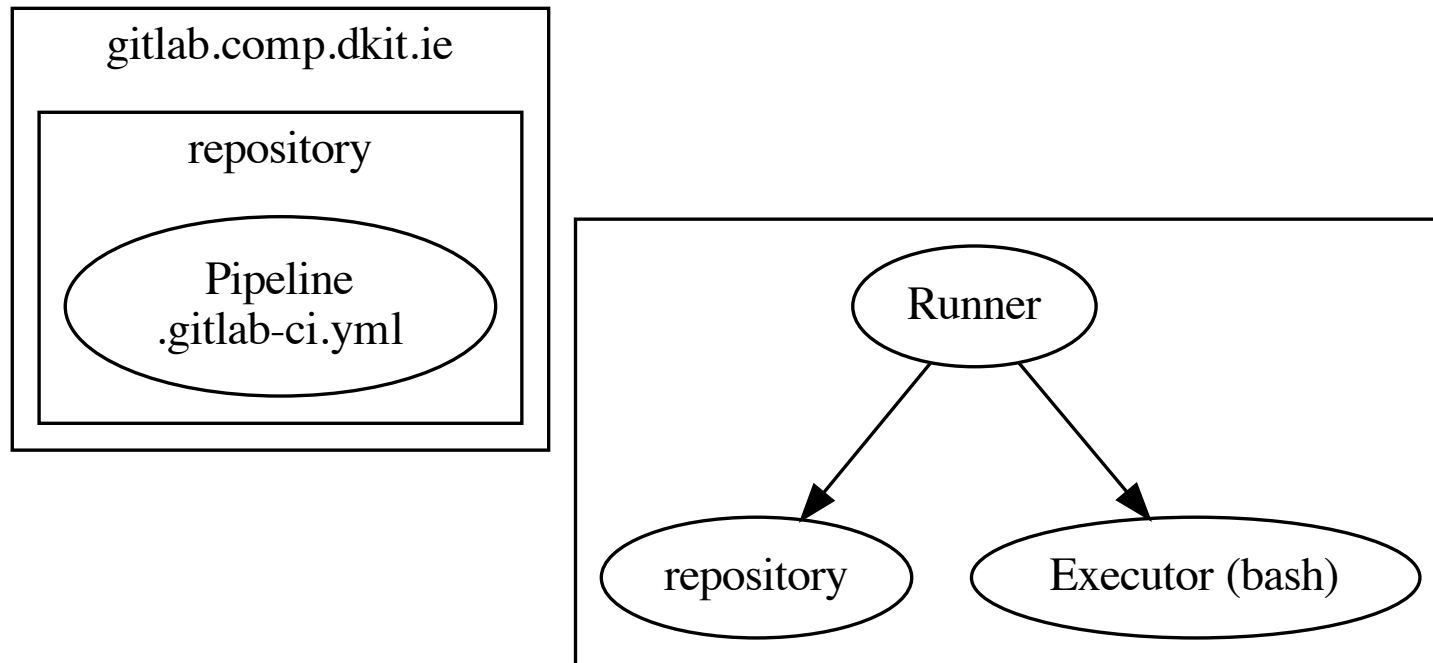 gitlab.comp.dkit.ie
repository
Pipeline
.gitlab-ci.yml
Runner
repository
Executor (bash)